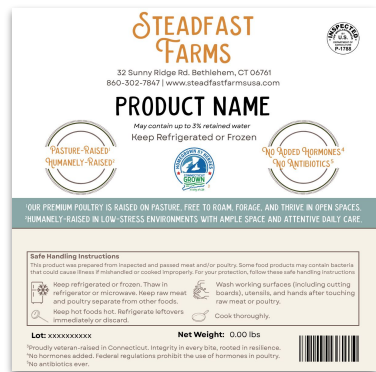 STEADFAST
FARMS
32 Sunny Ridge Rd. Bethlehem, CT 06761
860-302-7847 | www.steadfastfarmsusa.com
INSPECTED
U.S.
P-1788
PRODUCT NAME
May contain up to 3% retained water
Keep Refrigerated or Frozen
PASTURE-RAISED¹
HUMANELY-RAISED²
CONNECTICUT
GROWN
NO ADDED HORMONES⁴
NO ANTIBIOTICS⁵
¹OUR PREMIUM POULTRY IS RAISED ON PASTURE, FREE TO ROAM, FORAGE, AND THRIVE IN OPEN SPACES.
²HUMANELY-RAISED IN LOW-STRESS ENVIRONMENTS WITH AMPLE SPACE AND ATTENTIVE DAILY CARE.
Safe Handling Instructions
This product was prepared from inspected and passed meat and/or poultry. Some food products may contain bacteria
that could cause illness if mishandled or cooked improperly. For your protection, follow these safe handling instructions
Keep refrigerated or frozen. Thaw in
refrigerator or microwave. Keep raw meat
and poultry separate from other foods.
Keep hot foods hot. Refrigerate leftovers
immediately or discard.
Wash working surfaces (including cutting
boards), utensils, and hands after touching
raw meat or poultry.
Cook thoroughly.
Lot: xxxxxxxxxx
Net Weight: 0.00 lbs
³Proudly veteran-raised in Connecticut. Integrity in every bite, rooted in resilience.
⁴No hormones added. Federal regulations prohibit the use of hormones in poultry.
⁵No antibiotics ever.